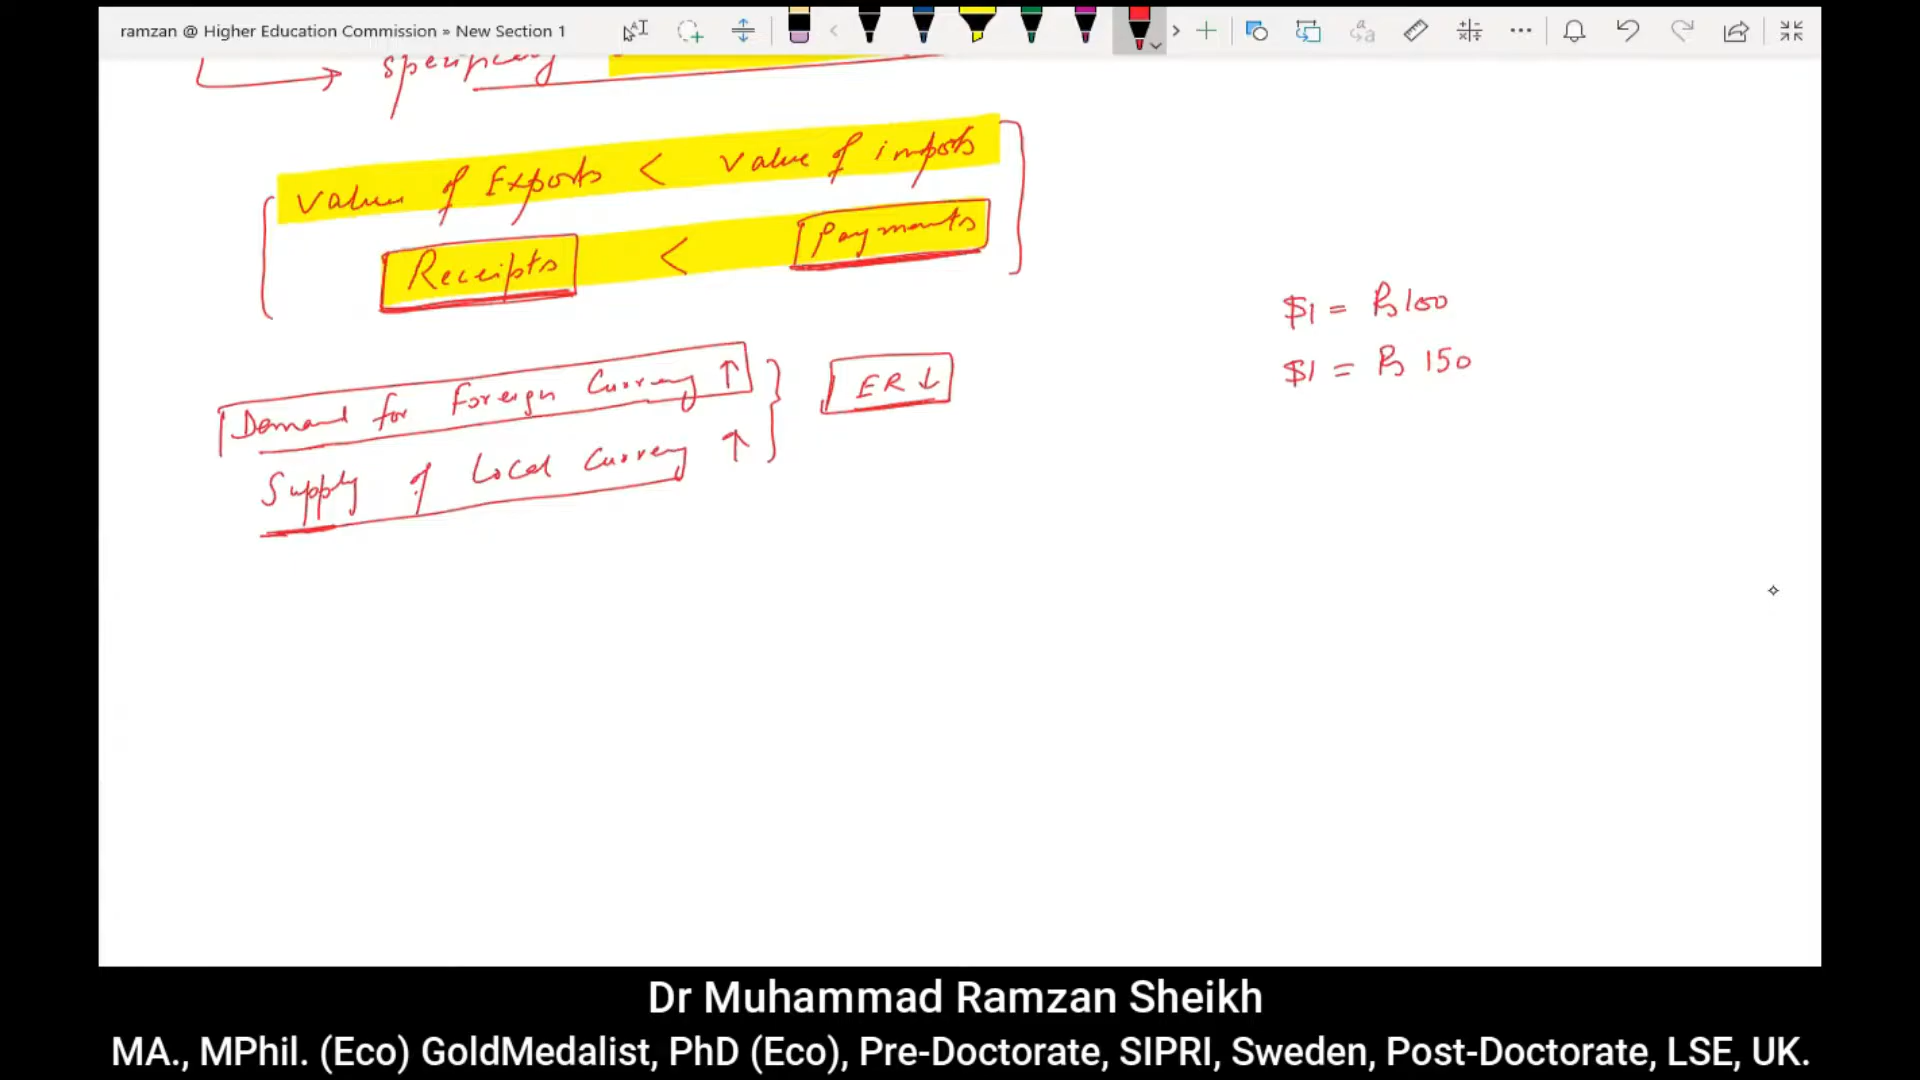 ramzan @ Higher Education Commission » New Section 1
Value of Exports < Value of imports
Receipts < Payments
$1 = Rs 100
$1 = Rs 150
Demand for Foreign Currency ↑
ER ↓
Supply of Local Currency ↑
Dr Muhammad Ramzan Sheikh
MA., MPhil. (Eco) GoldMedalist, PhD (Eco), Pre-Doctorate, SIPRI, Sweden, Post-Doctorate, LSE, UK.